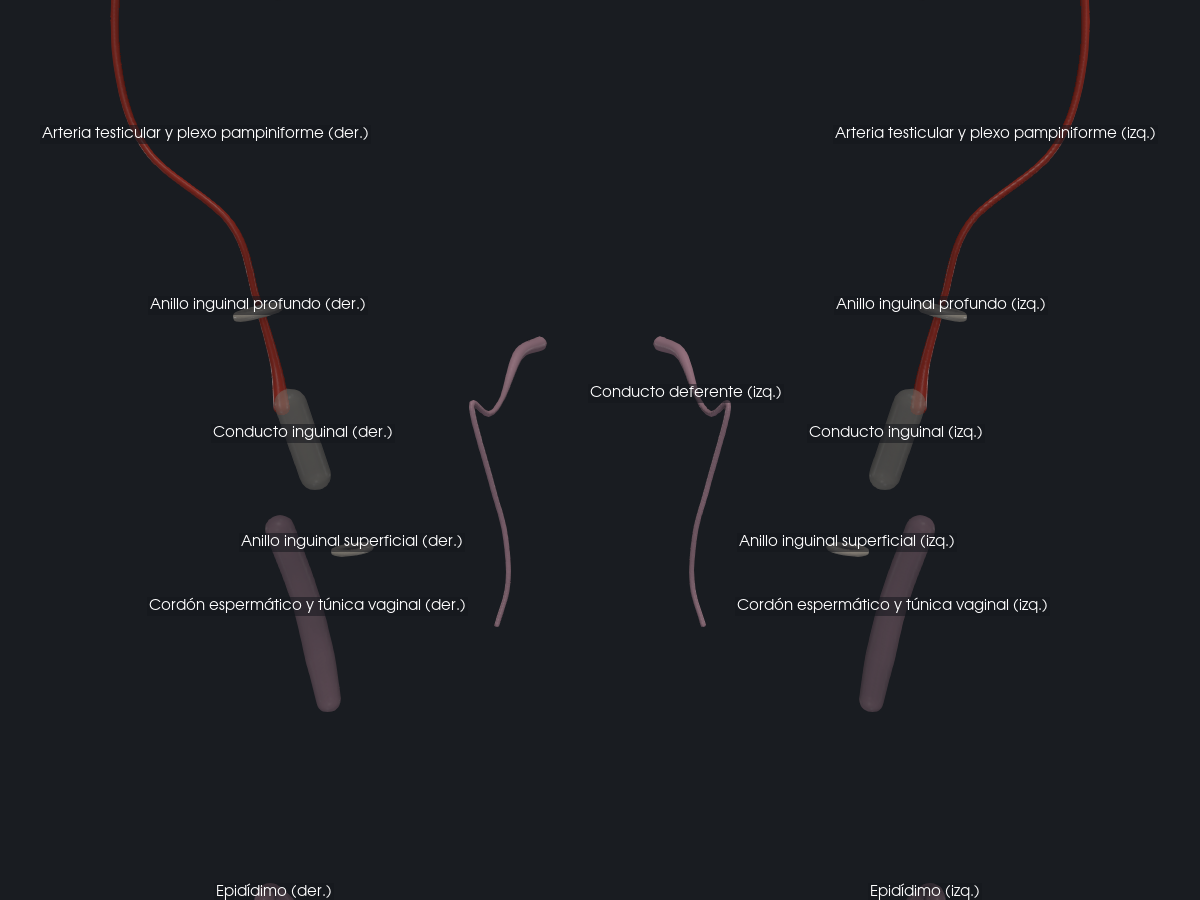 Arteria testicular y plexo pampiniforme (der.)
Arteria testicular y plexo pampiniforme (izq.)
Anillo inguinal profundo (der.)
Anillo inguinal profundo (izq.)
Conducto deferente (izq.)
Conducto inguinal (der.)
Conducto inguinal (izq.)
Anillo inguinal superficial (der.)
Anillo inguinal superficial (izq.)
Cordón espermático y túnica vaginal (der.)
Cordón espermático y túnica vaginal (izq.)
Epidídimo (der.)
Epidídimo (izq.)